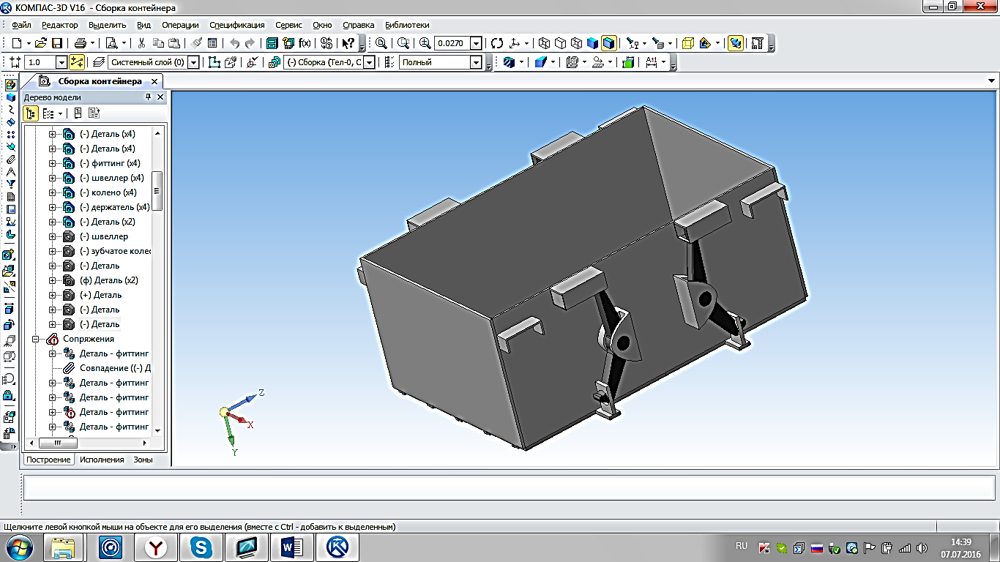 КОМПАС-3D V16 - Сборка контейнера
Файл Редактор Выделить Вид Операции Спецификация Сервис Окно Справка Библиотеки
f(x) 0.0270
1.0 Системный слой (0) (-) Сборка (Тел-0, С Полный
Сборка контейнера
Дерево модели
(-) Деталь (x4)
(-) Деталь (x4)
(-) фиттинг (x4)
(-) швеллер (x4)
(-) колено (x4)
(-) держатель (x4)
(-) Деталь (x2)
(-) швеллер
(-) зубчатое колес
(-) Деталь
(ф) Деталь (x2)
(+) Деталь
(-) Деталь
(-) Деталь
Сопряжения
Деталь - фиттинг
Совпадение ((-) Д
Деталь - фиттинг
Деталь - фиттинг
Деталь - фиттинг
Деталь - фиттинг
Построение Исполнения Зоны
Z
X
Y
Щелкните левой кнопкой мыши на объекте для его выделения (вместе с Ctrl - добавить к выделенным)
RU
14:39
07.07.2016